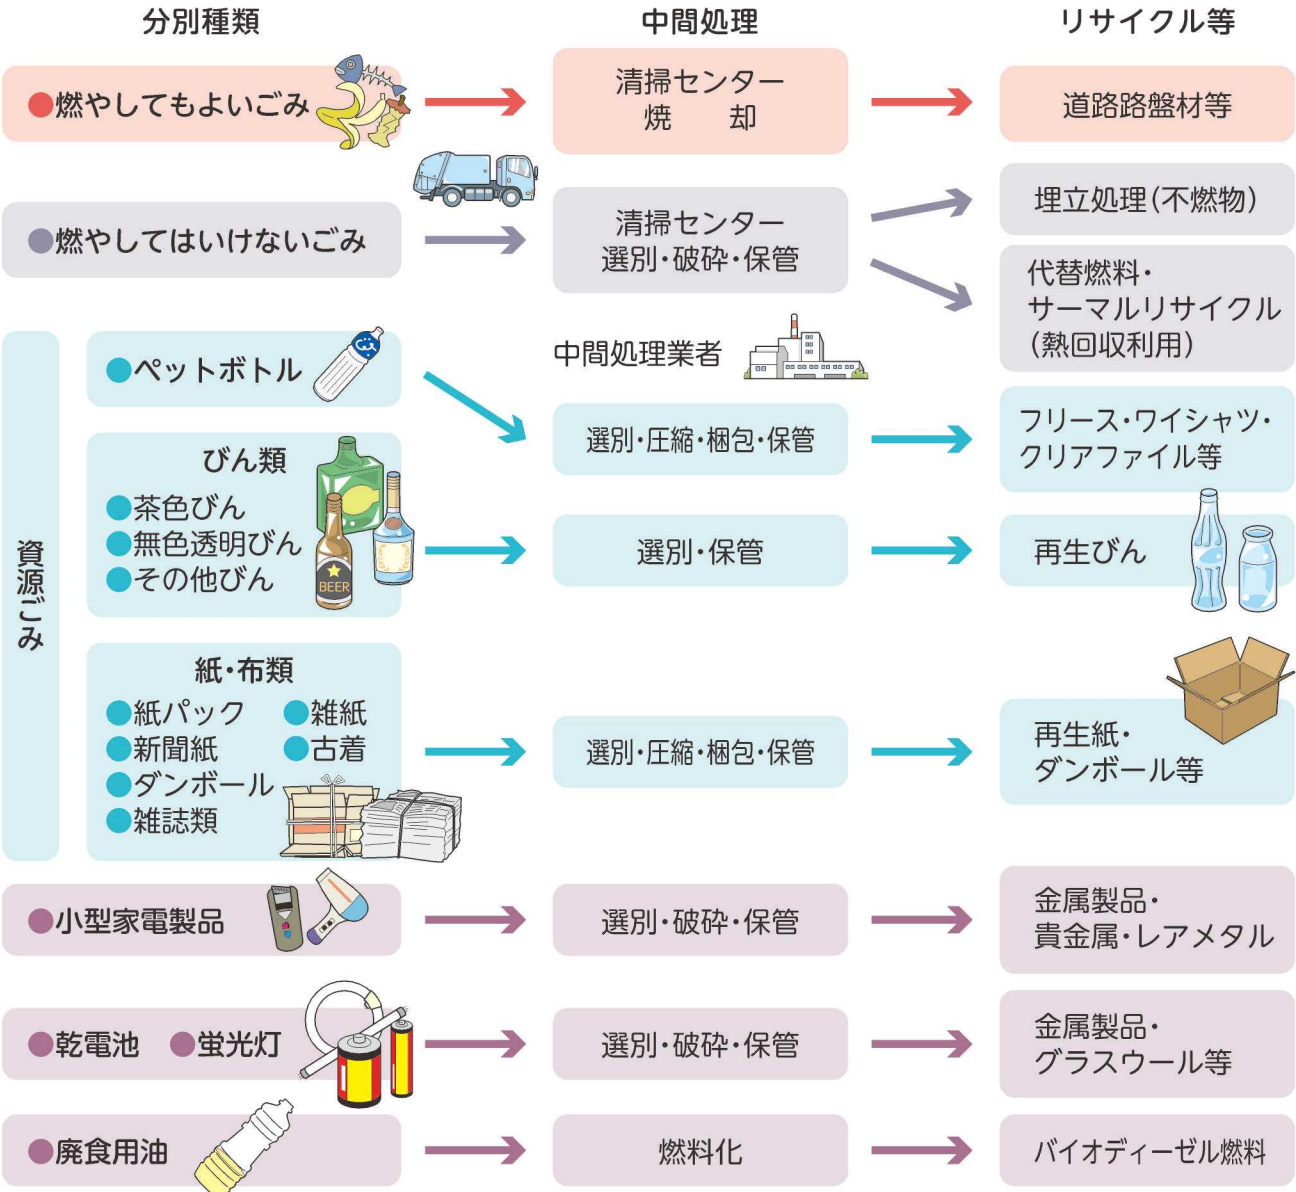 分別種類
中間処理
リサイクル等
●燃やしてもよいごみ
清掃センター
焼　却
道路路盤材等
●燃やしてはいけないごみ
清掃センター
選別・破砕・保管
埋立処理(不燃物)
代替燃料・
サーマルリサイクル
(熱回収利用)
中間処理業者
資源ごみ
●ペットボトル
選別・圧縮・梱包・保管
フリース・ワイシャツ・
クリアファイル等
びん類
●茶色びん
●無色透明びん
●その他びん
BEER
選別・保管
再生びん
紙・布類
●紙パック ●雑紙
●新聞紙 ●古着
●ダンボール
●雑誌類
選別・圧縮・梱包・保管
再生紙・
ダンボール等
●小型家電製品
選別・破砕・保管
金属製品・
貴金属・レアメタル
●乾電池 ●蛍光灯
選別・破砕・保管
金属製品・
グラスウール等
●廃食用油
燃料化
バイオディーゼル燃料